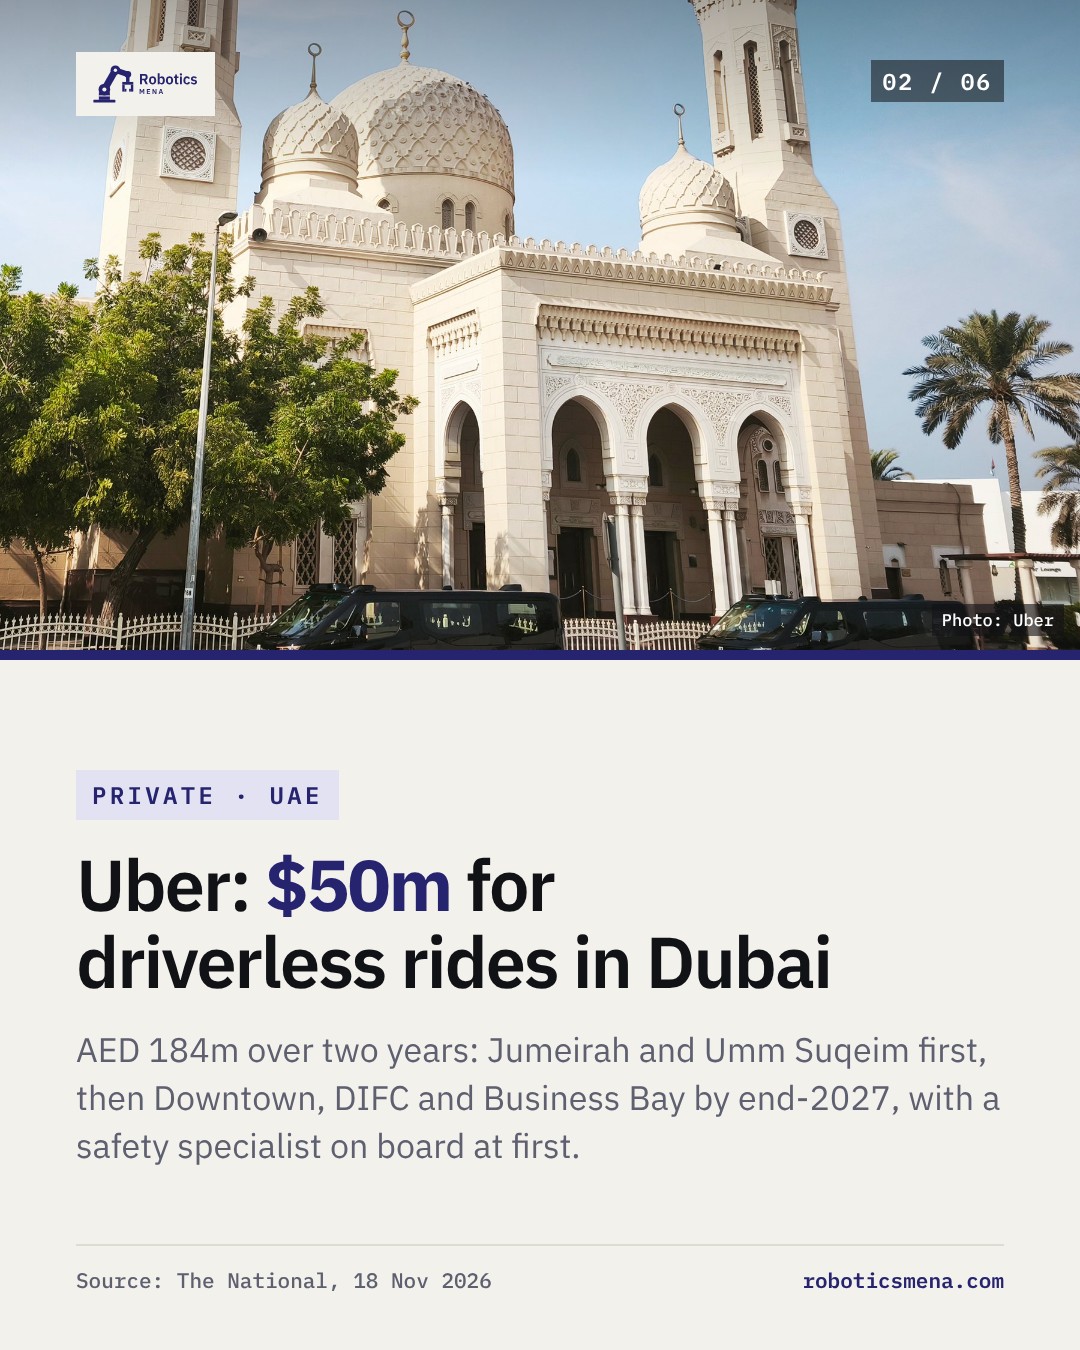 Robotics
MENA
02 / 06
Photo: Uber
PRIVATE · UAE
Uber: $50m for
driverless rides in Dubai
AED 184m over two years: Jumeirah and Umm Suqeim first,
then Downtown, DIFC and Business Bay by end-2027, with a
safety specialist on board at first.
Source: The National, 18 Nov 2026
roboticsmena.com